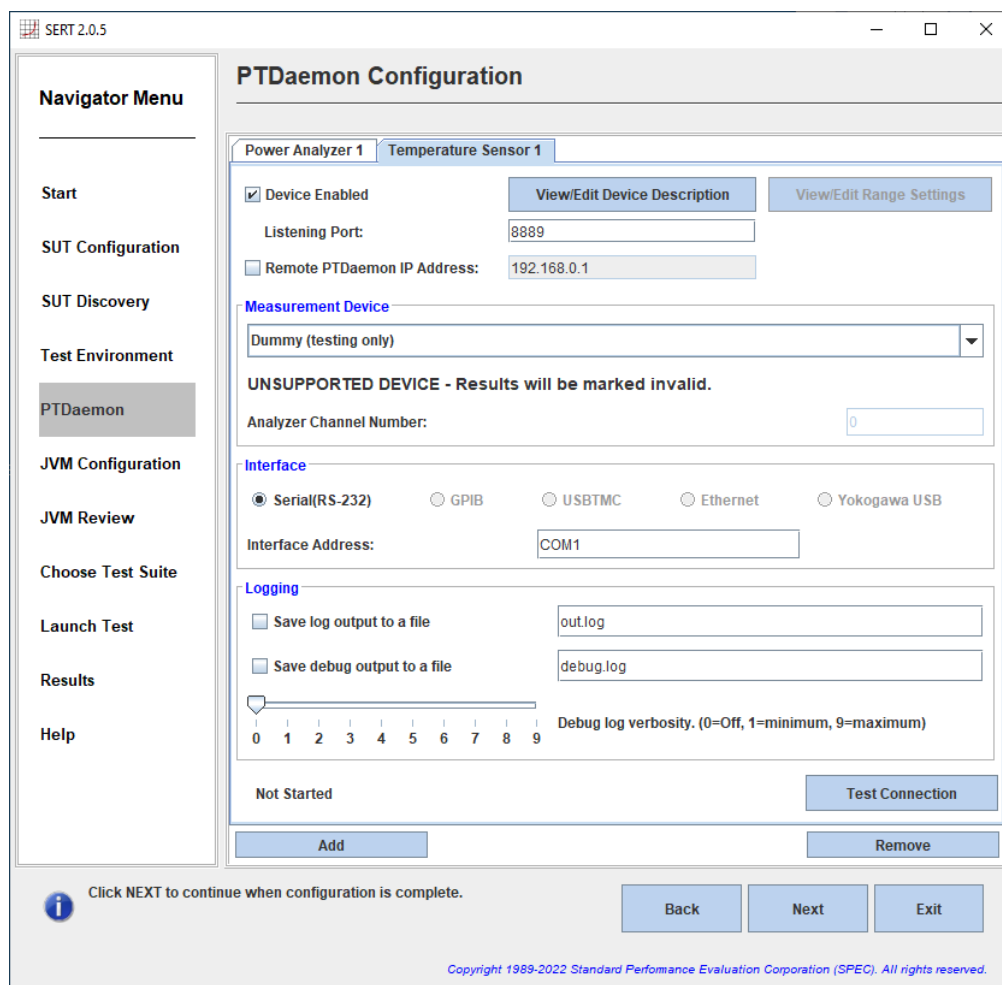 SERT 2.0.5
Navigator Menu
Start
SUT Configuration
SUT Discovery
Test Environment
PTDaemon
JVM Configuration
JVM Review
Choose Test Suite
Launch Test
Results
Help
PTDaemon Configuration
Power Analyzer 1 Temperature Sensor 1
Device Enabled View/Edit Device Description View/Edit Range Settings
Listening Port: 8889
Remote PTDaemon IP Address: 192.168.0.1
Measurement Device
Dummy (testing only)
UNSUPPORTED DEVICE - Results will be marked invalid.
Analyzer Channel Number: 0
Interface
Serial(RS-232) GPIB USBTMC Ethernet Yokogawa USB
Interface Address: COM1
Logging
Save log output to a file out.log
Save debug output to a file debug.log
0 1 2 3 4 5 6 7 8 9 Debug log verbosity. (0=Off, 1=minimum, 9=maximum)
Not Started Test Connection
Add Remove
Click NEXT to continue when configuration is complete.
Back Next Exit
Copyright 1989-2022 Standard Performance Evaluation Corporation (SPEC). All rights reserved.